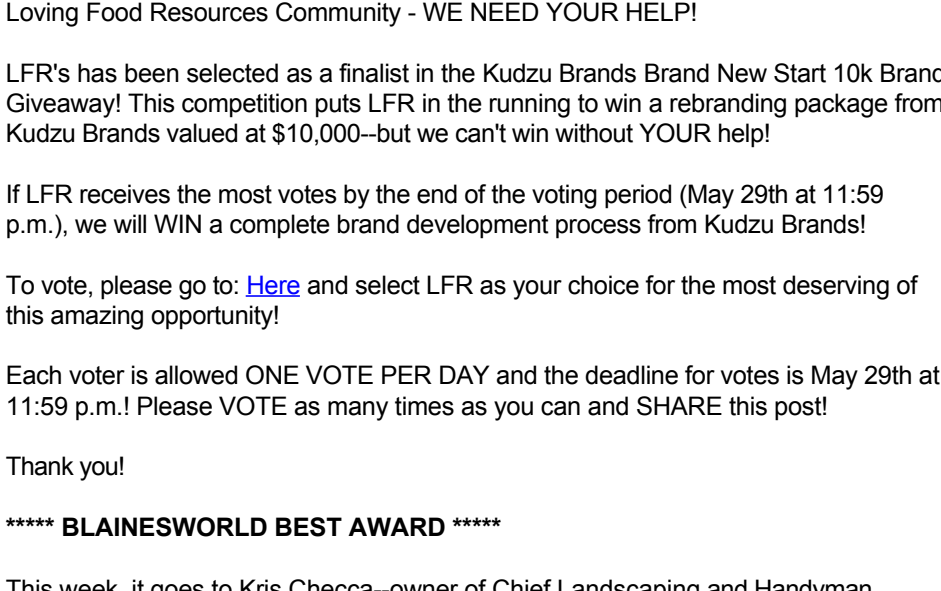 Loving Food Resources Community - WE NEED YOUR HELP!
LFR's has been selected as a finalist in the Kudzu Brands Brand New Start 10k Brand
Giveaway! This competition puts LFR in the running to win a rebranding package from
Kudzu Brands valued at $10,000--but we can't win without YOUR help!
If LFR receives the most votes by the end of the voting period (May 29th at 11:59
p.m.), we will WIN a complete brand development process from Kudzu Brands!
To vote, please go to: Here and select LFR as your choice for the most deserving of
this amazing opportunity!
Each voter is allowed ONE VOTE PER DAY and the deadline for votes is May 29th at
11:59 p.m.! Please VOTE as many times as you can and SHARE this post!
Thank you!
***** BLAINESWORLD BEST AWARD *****
This week, it goes to Kris Checca--owner of Chief Landscaping and Handyman